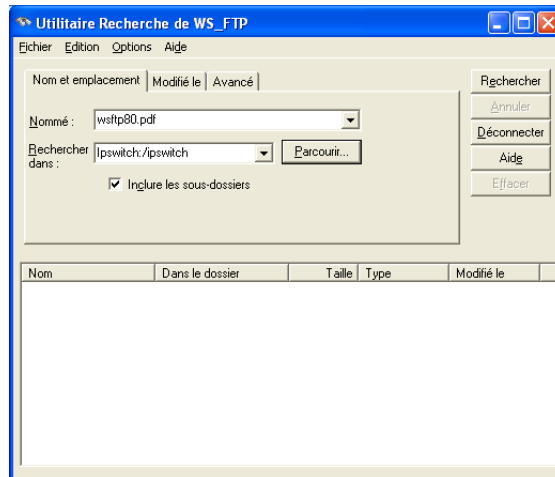 Utilitaire Recherche de WS_FTP
Fichier Edition Options Aide
Nom et emplacement Modifié le Avancé
Nommé : wsftp80.pdf
Rechercher dans : Ipswitch:/ipswitch Parcourir...
Inclure les sous-dossiers
Rechercher
Annuler
Déconnecter
Aide
Effacer
Nom Dans le dossier Taille Type Modifié le